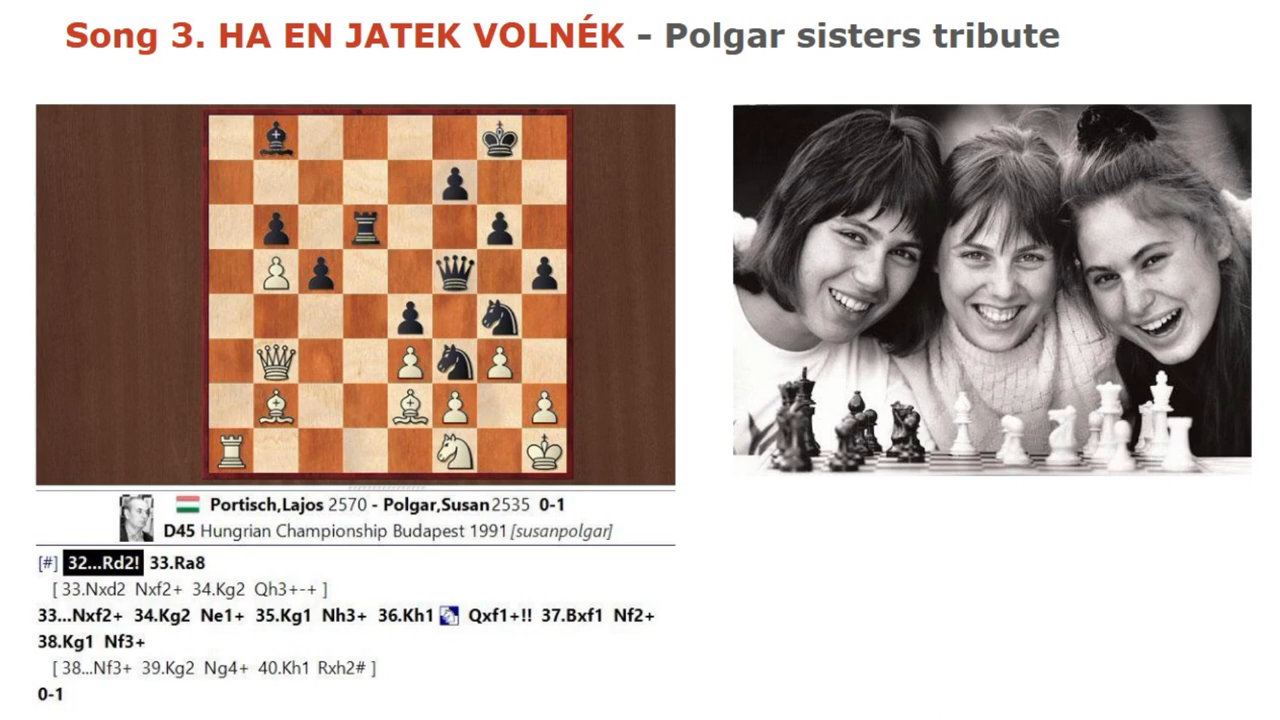 Song 3. HA EN JATEK VOLNÉK - Polgar sisters tribute
Portisch,Lajos 2570 - Polgar,Susan 2535 0-1
D45 Hungrian Championship Budapest 1991 [susanpolgar]
[#] 32...Rd2! 33.Ra8
[ 33.Nxd2 Nxf2+ 34.Kg2 Qh3+-+ ]
33...Nxf2+ 34.Kg2 Ne1+ 35.Kg1 Nh3+ 36.Kh1 Qxf1+!! 37.Bxf1 Nf2+
38.Kg1 Nf3+
[ 38...Nf3+ 39.Kg2 Ng4+ 40.Kh1 Rxh2# ]
0-1